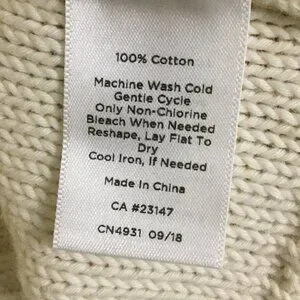 100% Cotton
Machine Wash Cold
Gentle Cycle
Only Non-Chlorine
Bleach When Needed
Reshape, Lay Flat To
Dry
Cool Iron, If Needed
Made In China
CA #23147
CN4931 09/18